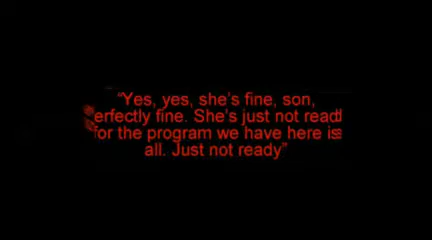 “Yes, yes, she’s fine, son,
erfectly fine. She’s just not read
for the program we have here is
all. Just not ready”